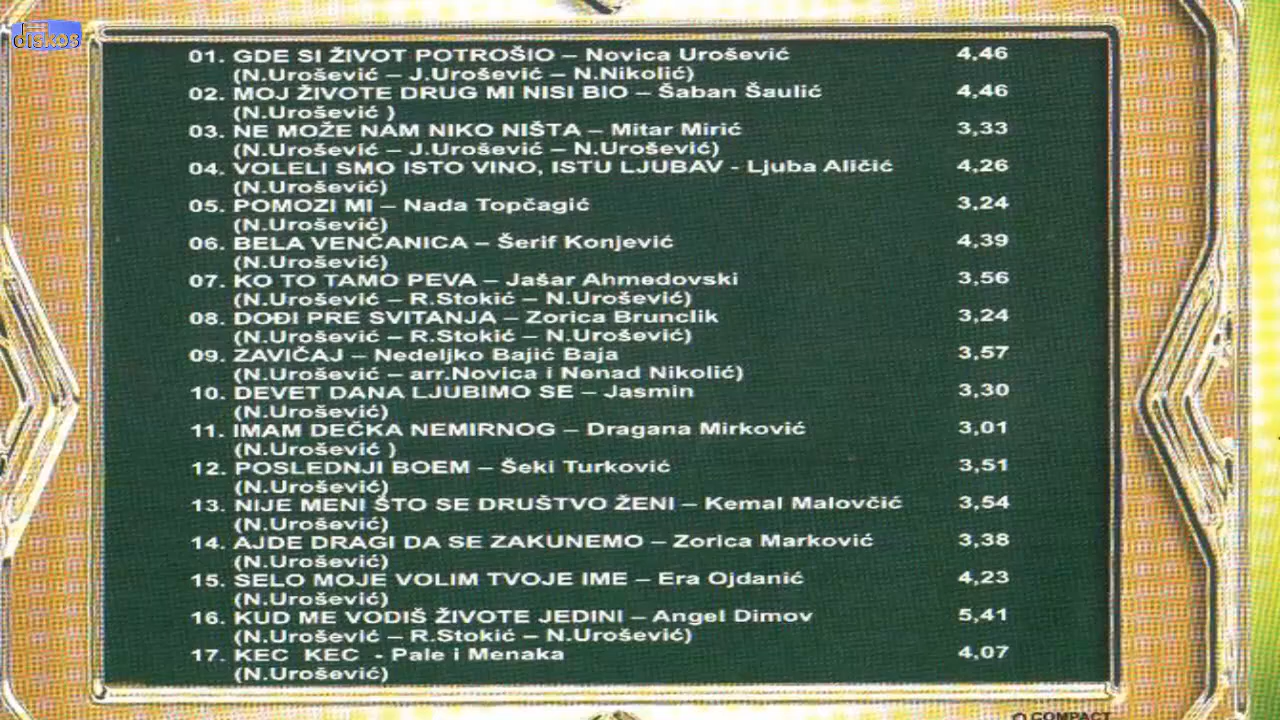 diskos
01. GDE SI ŽIVOT POTROŠIO – Novica Urošević 4,46
(N.Urošević – J.Urošević – N.Nikolić)
02. MOJ ŽIVOTE DRUG MI NISI BIO – Šaban Šaulić 4,46
(N.Urošević )
03. NE MOŽE NAM NIKO NIŠTA – Mitar Mirić 3,33
(N.Urošević – J.Urošević – N.Urošević)
04. VOLELI SMO ISTO VINO, ISTU LJUBAV - Ljuba Aličić 4,26
(N.Urošević)
05. POMOZI MI – Nada Topčagić 3,24
(N.Urošević)
06. BELA VENČANICA – Šerif Konjević 4,39
(N.Urošević)
07. KO TO TAMO PEVA – Jašar Ahmedovski 3,56
(N.Urošević – R.Stokić – N.Urošević)
08. DOĐI PRE SVITANJA – Zorica Brunclik 3,24
(N.Urošević – R.Stokić – N.Urošević)
09. ZAVIČAJ – Nedeljko Bajić Baja 3,57
(N.Urošević – arr.Novica i Nenad Nikolić)
10. DEVET DANA LJUBIMO SE – Jasmin 3,30
(N.Urošević)
11. IMAM DEČKA NEMIRNOG – Dragana Mirković 3,01
(N.Urošević )
12. POSLEDNJI BOEM – Šeki Turković 3,51
(N.Urošević)
13. NIJE MENI ŠTO SE DRUŠTVO ŽENI – Kemal Malovčić 3,54
(N.Urošević)
14. AJDE DRAGI DA SE ZAKUNEMO – Zorica Marković 3,38
(N.Urošević)
15. SELO MOJE VOLIM TVOJE IME – Era Ojdanić 4,23
(N.Urošević)
16. KUD ME VODIŠ ŽIVOTE JEDINI – Angel Dimov 5,41
(N.Urošević – R.Stokić – N.Urošević)
17. KEC KEC - Pale i Menaka 4,07
(N.Urošević)
COMPACT